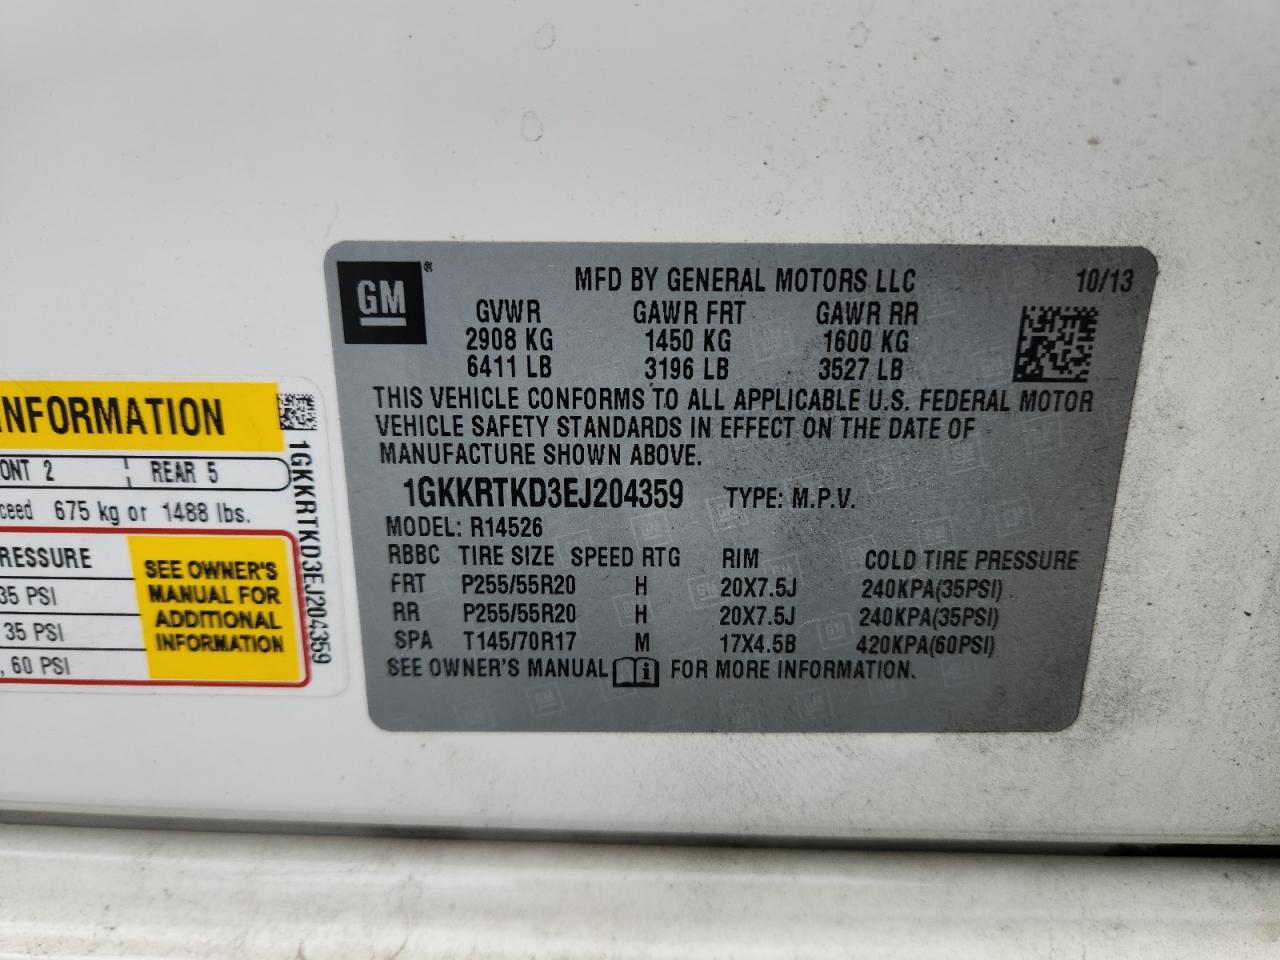 GM®
MFD BY GENERAL MOTORS LLC 10/13
GVWR GAWR FRT GAWR RR
2908 KG 1450 KG 1600 KG
6411 LB 3196 LB 3527 LB
THIS VEHICLE CONFORMS TO ALL APPLICABLE U.S. FEDERAL MOTOR
VEHICLE SAFETY STANDARDS IN EFFECT ON THE DATE OF
MANUFACTURE SHOWN ABOVE.
1GKKRTKD3EJ204359 TYPE: M.P.V.
MODEL: R14526
RBBC TIRE SIZE SPEED RTG RIM COLD TIRE PRESSURE
FRT P255/55R20 H 20X7.5J 240KPA(35PSI)
RR P255/55R20 H 20X7.5J 240KPA(35PSI)
SPA T145/70R17 M 17X4.5B 420KPA(60PSI)
SEE OWNER'S MANUAL FOR MORE INFORMATION.
INFORMATION
ONT 2 REAR 5
ceed 675 kg or 1488 lbs.
RESSURE
35 PSI
35 PSI
, 60 PSI
SEE OWNER'S
MANUAL FOR
ADDITIONAL
INFORMATION
1GKKRTKD3EJ204359